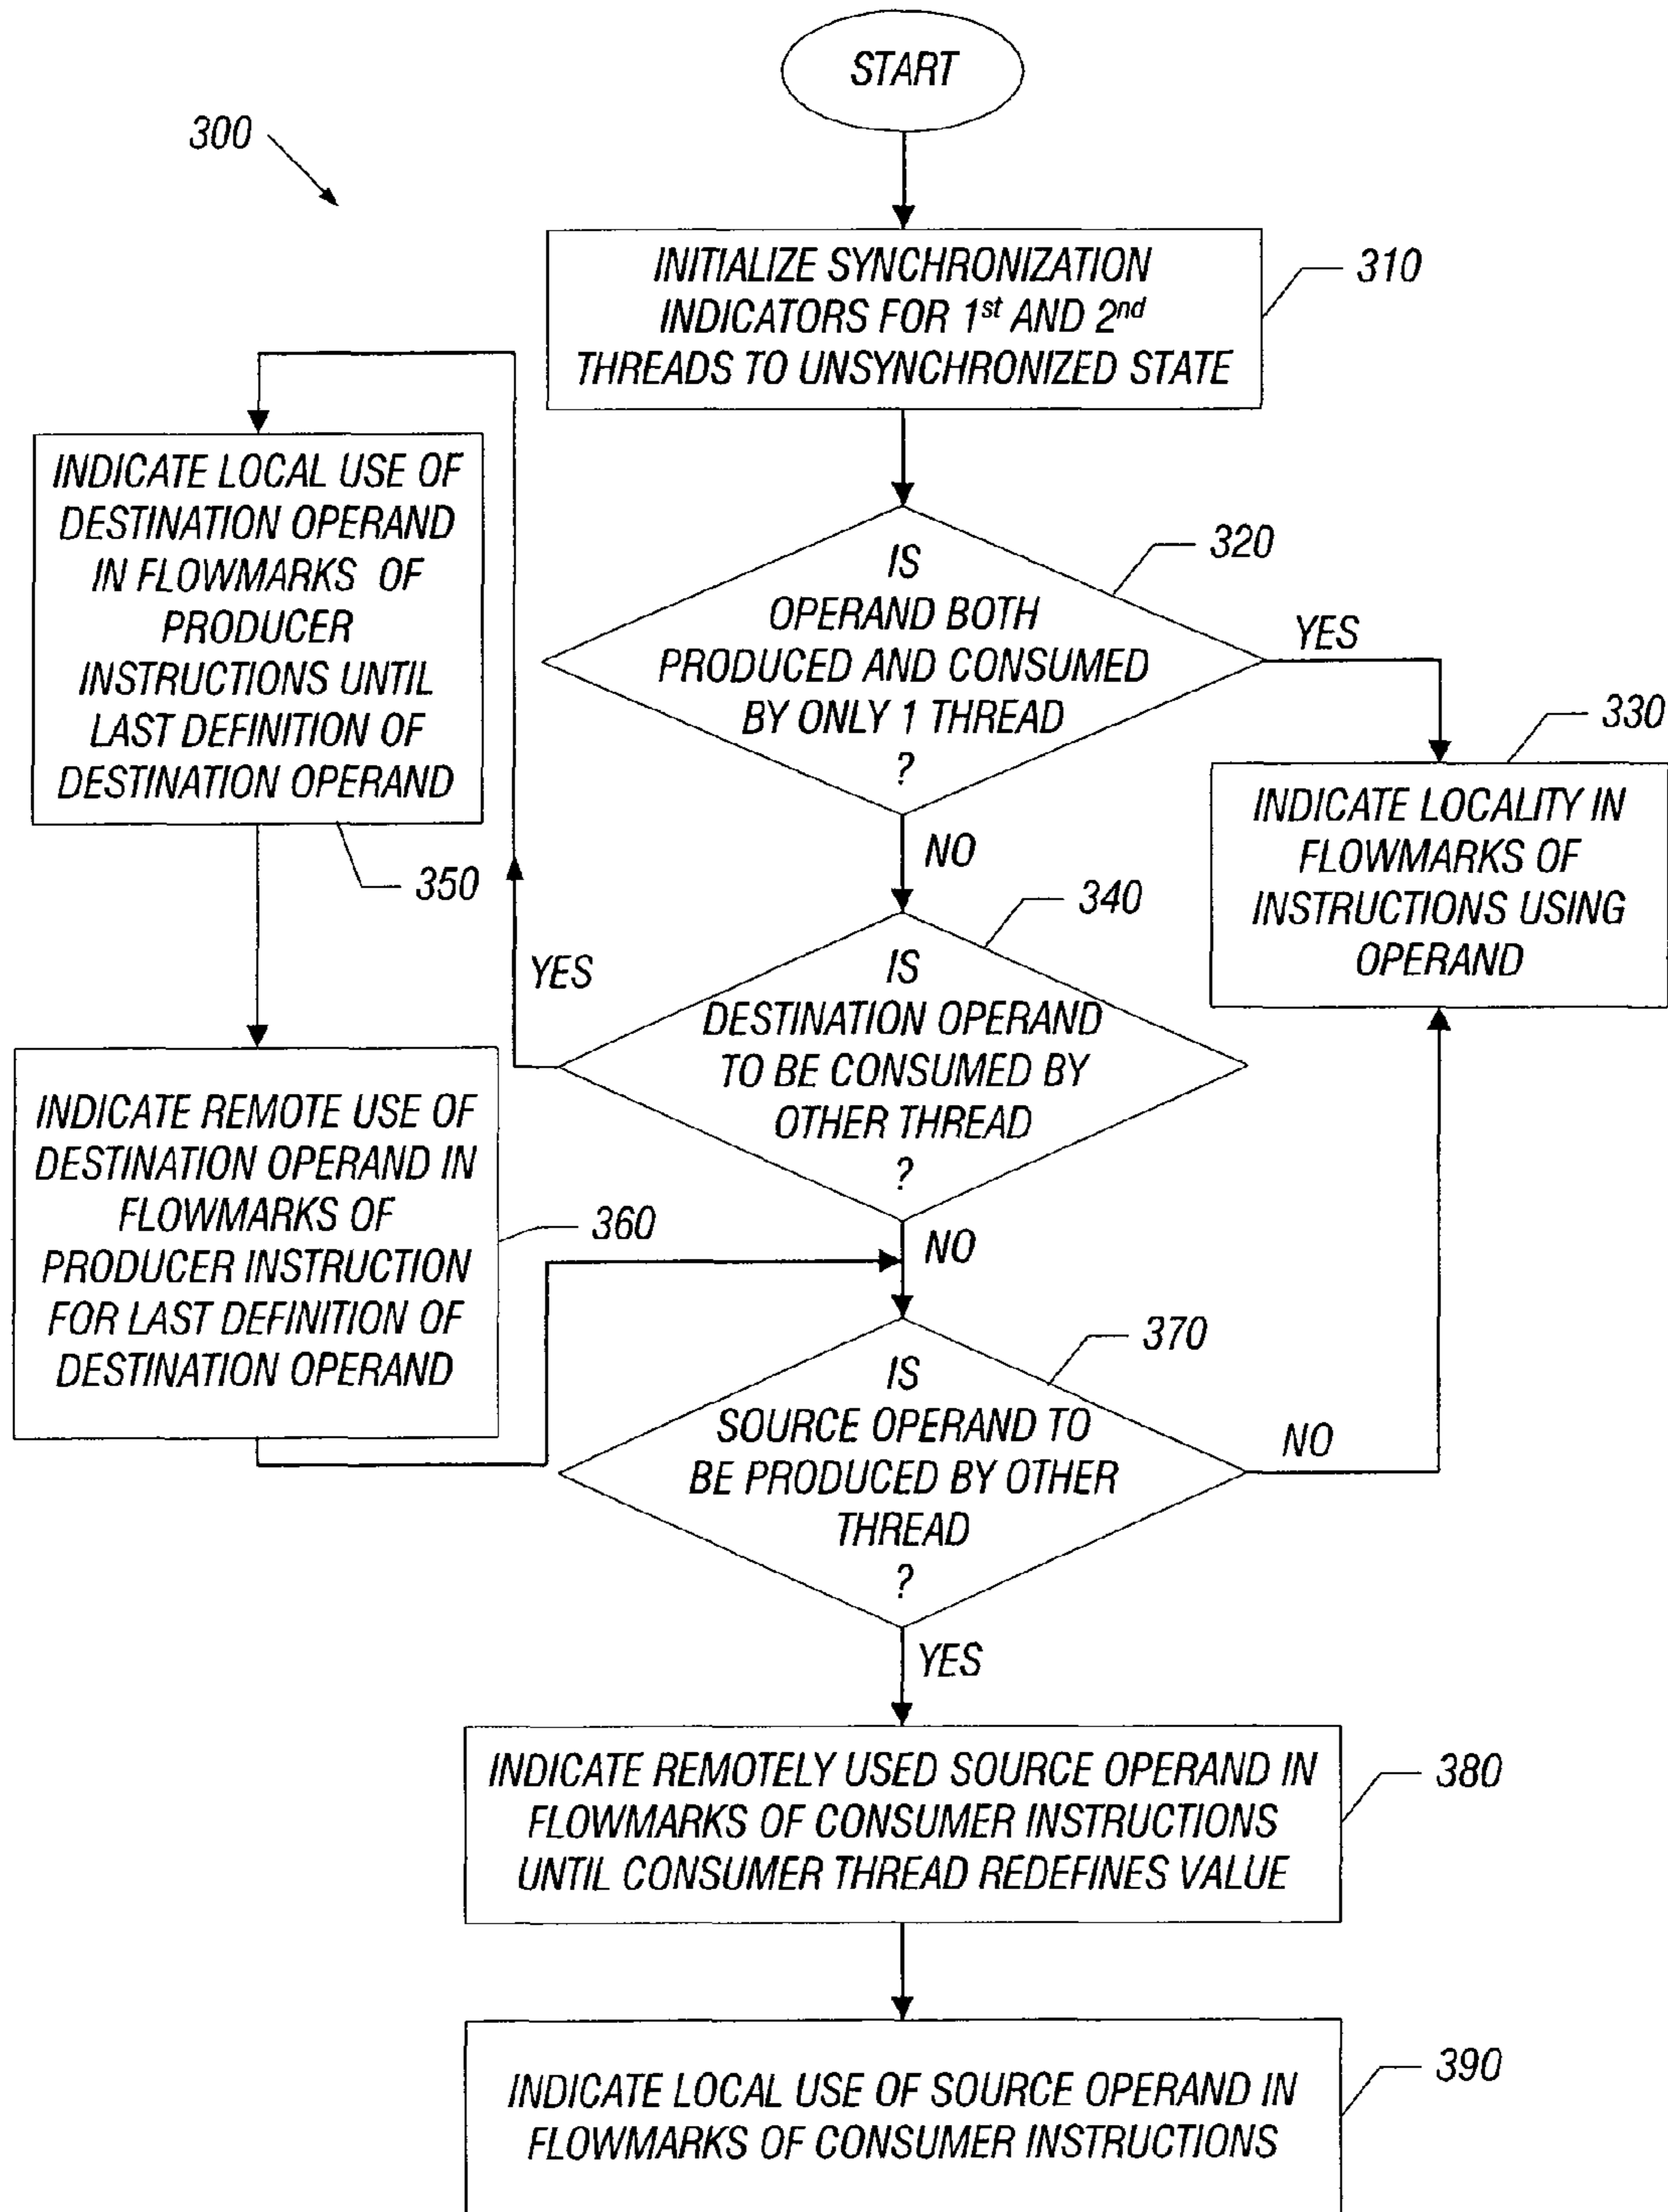 START
300
INITIALIZE SYNCHRONIZATION
INDICATORS FOR 1st AND 2nd
THREADS TO UNSYNCHRONIZED STATE
310
IS
OPERAND BOTH
PRODUCED AND CONSUMED
BY ONLY 1 THREAD
?
320
YES
NO
INDICATE LOCALITY IN
FLOWMARKS OF
INSTRUCTIONS USING
OPERAND
330
IS
DESTINATION OPERAND
TO BE CONSUMED BY
OTHER THREAD
?
340
YES
NO
INDICATE LOCAL USE OF
DESTINATION OPERAND
IN FLOWMARKS OF
PRODUCER
INSTRUCTIONS UNTIL
LAST DEFINITION OF
DESTINATION OPERAND
350
INDICATE REMOTE USE OF
DESTINATION OPERAND IN
FLOWMARKS OF
PRODUCER INSTRUCTION
FOR LAST DEFINITION OF
DESTINATION OPERAND
360
IS
SOURCE OPERAND TO
BE PRODUCED BY OTHER
THREAD
?
370
NO
YES
INDICATE REMOTELY USED SOURCE OPERAND IN
FLOWMARKS OF CONSUMER INSTRUCTIONS
UNTIL CONSUMER THREAD REDEFINES VALUE
380
INDICATE LOCAL USE OF SOURCE OPERAND IN
FLOWMARKS OF CONSUMER INSTRUCTIONS
390